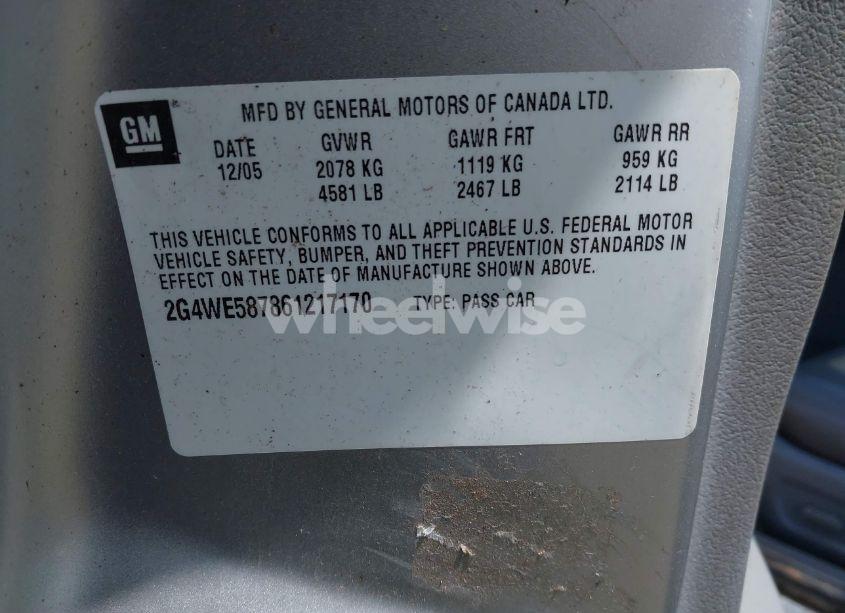 GM
MFD BY GENERAL MOTORS OF CANADA LTD.
DATE GVWR GAWR FRT GAWR RR
12/05 2078 KG 1119 KG 959 KG
4581 LB 2467 LB 2114 LB
THIS VEHICLE CONFORMS TO ALL APPLICABLE U.S. FEDERAL MOTOR
VEHICLE SAFETY, BUMPER, AND THEFT PREVENTION STANDARDS IN
EFFECT ON THE DATE OF MANUFACTURE SHOWN ABOVE.
2G4WE587861217170 TYPE: PASS CAR
wheelwise